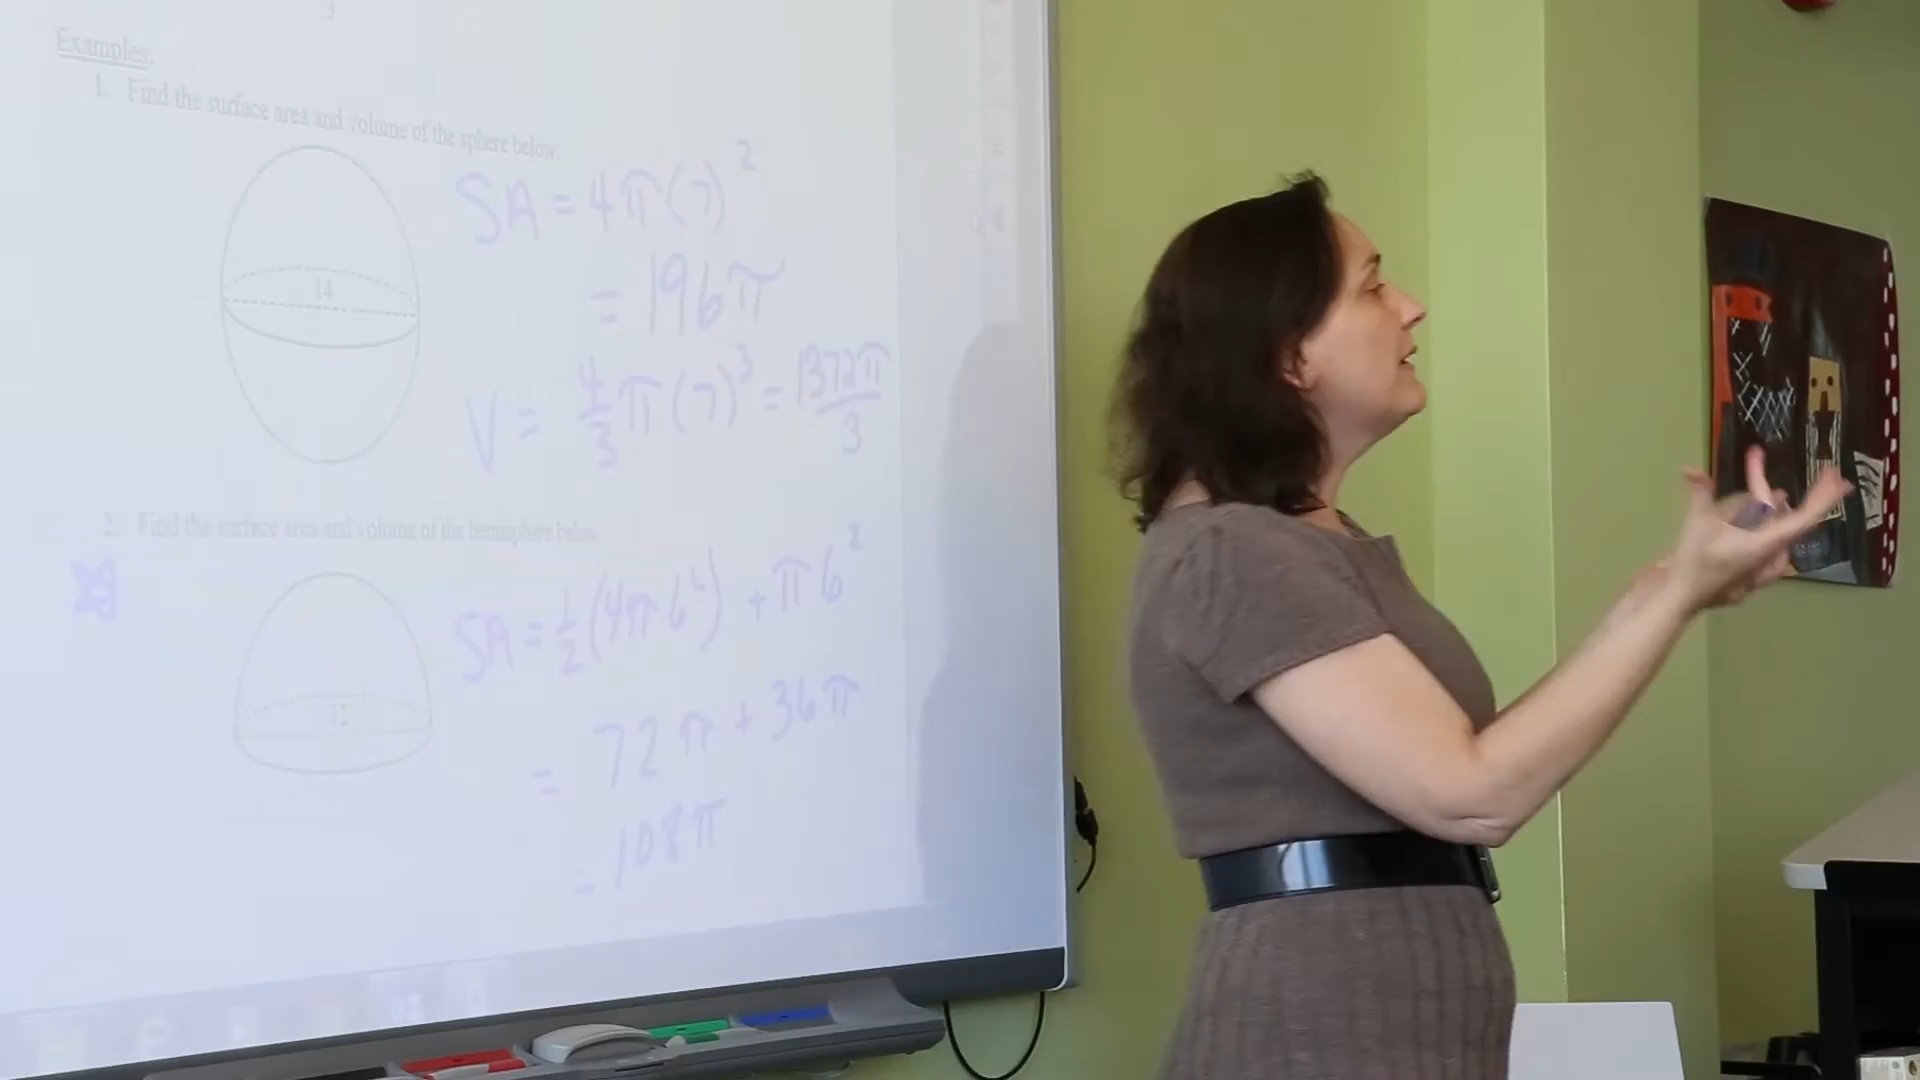 3
Examples:
1. Find the surface area and volume of the sphere below.
14
SA = 4π(7)²
= 196π
V = 4/3 π(7)³ = 1372π/3
2. Find the surface area and volume of the hemisphere below.
12
SA = 1/2(4π6²) + π6²
= 72π + 36π
= 108π